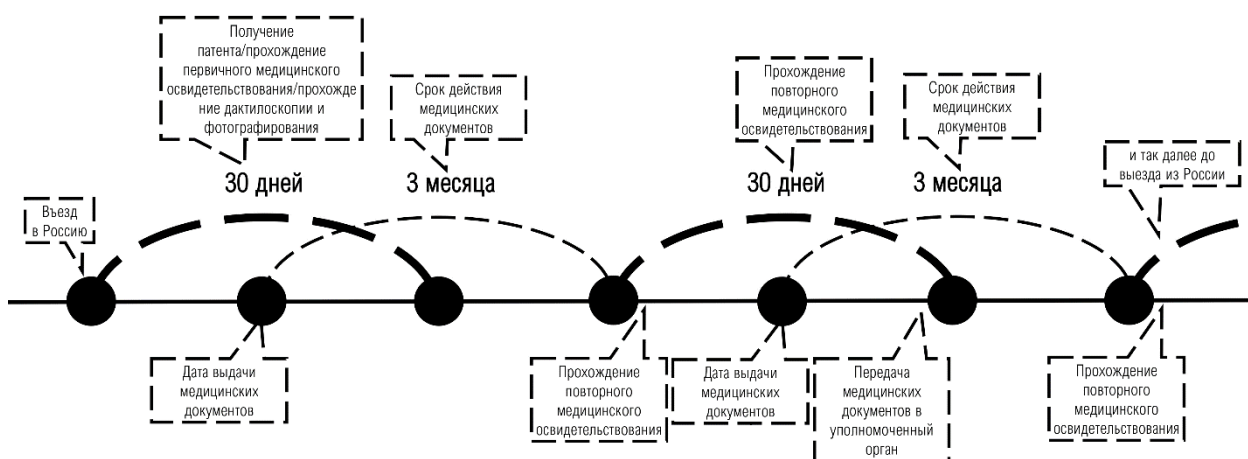 Получение
патента/прохождение
первичного медицинского
освидетельствования/прохожде
ние дактилоскопии и
фотографирования
Срок действия
медицинских
документов
Прохождение
повторного
медицинского
освидетельствования
Срок действия
медицинских
документов
и так далее до
выезда из России
30 дней
3 месяца
30 дней
3 месяца
Въезд
в Россию
Дата выдачи
медицинских
документов
Прохождение
повторного
медицинского
освидетельствования
Дата выдачи
медицинских
документов
Передача
медицинских
документов в
уполномоченный
орган
Прохождение
повторного
медицинского
освидетельствования